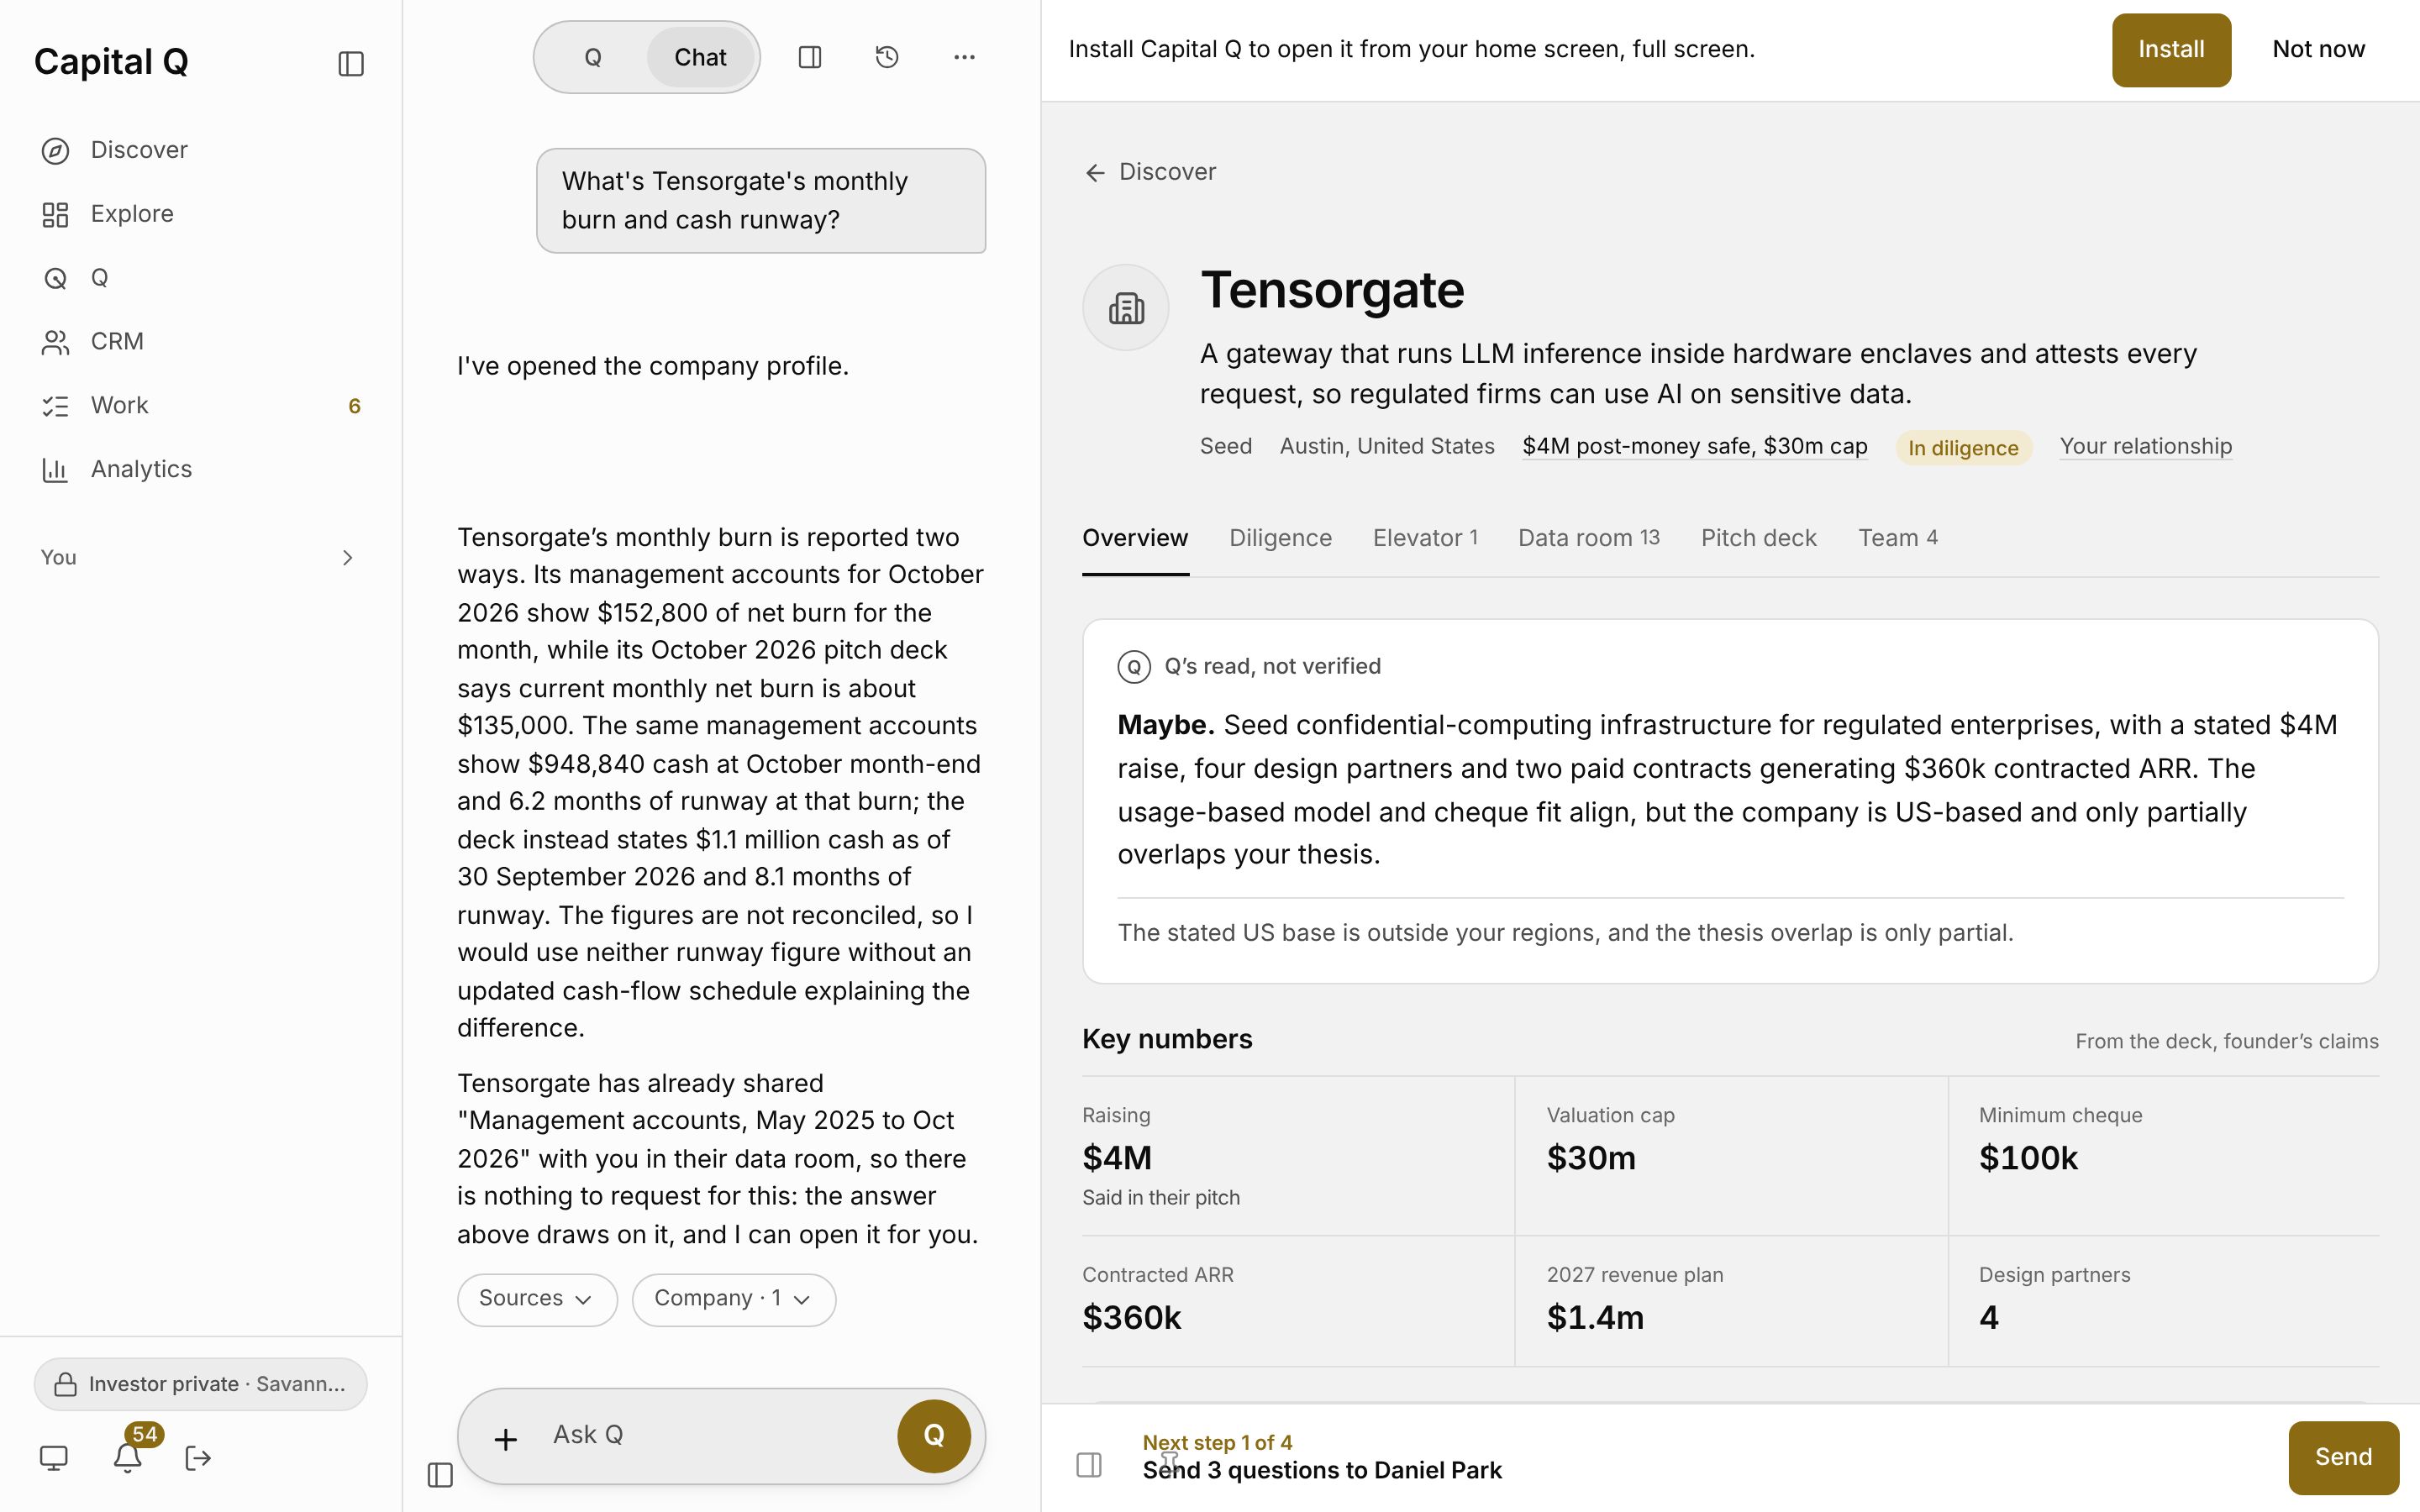 Capital Q
Discover
Explore
Q
CRM
Work 6
Analytics
You
Investor private · Savann...
54
Q Chat
What's Tensorgate's monthly
burn and cash runway?
I've opened the company profile.
Tensorgate’s monthly burn is reported two
ways. Its management accounts for October
2026 show $152,800 of net burn for the
month, while its October 2026 pitch deck
says current monthly net burn is about
$135,000. The same management accounts
show $948,840 cash at October month-end
and 6.2 months of runway at that burn; the
deck instead states $1.1 million cash as of
30 September 2026 and 8.1 months of
runway. The figures are not reconciled, so I
would use neither runway figure without an
updated cash-flow schedule explaining the
difference.
Tensorgate has already shared
"Management accounts, May 2025 to Oct
2026" with you in their data room, so there
is nothing to request for this: the answer
above draws on it, and I can open it for you.
Sources Company · 1
Ask Q Q
Install Capital Q to open it from your home screen, full screen. Install Not now
Discover
Tensorgate
A gateway that runs LLM inference inside hardware enclaves and attests every
request, so regulated firms can use AI on sensitive data.
Seed Austin, United States $4M post-money safe, $30m cap In diligence Your relationship
Overview Diligence Elevator 1 Data room 13 Pitch deck Team 4
Q Q’s read, not verified
Maybe. Seed confidential-computing infrastructure for regulated enterprises, with a stated $4M
raise, four design partners and two paid contracts generating $360k contracted ARR. The
usage-based model and cheque fit align, but the company is US-based and only partially
overlaps your thesis.
The stated US base is outside your regions, and the thesis overlap is only partial.
Key numbers From the deck, founder’s claims
Raising Valuation cap Minimum cheque
$4M $30m $100k
Said in their pitch
Contracted ARR 2027 revenue plan Design partners
$360k $1.4m 4
Next step 1 of 4
Send 3 questions to Daniel Park
Send